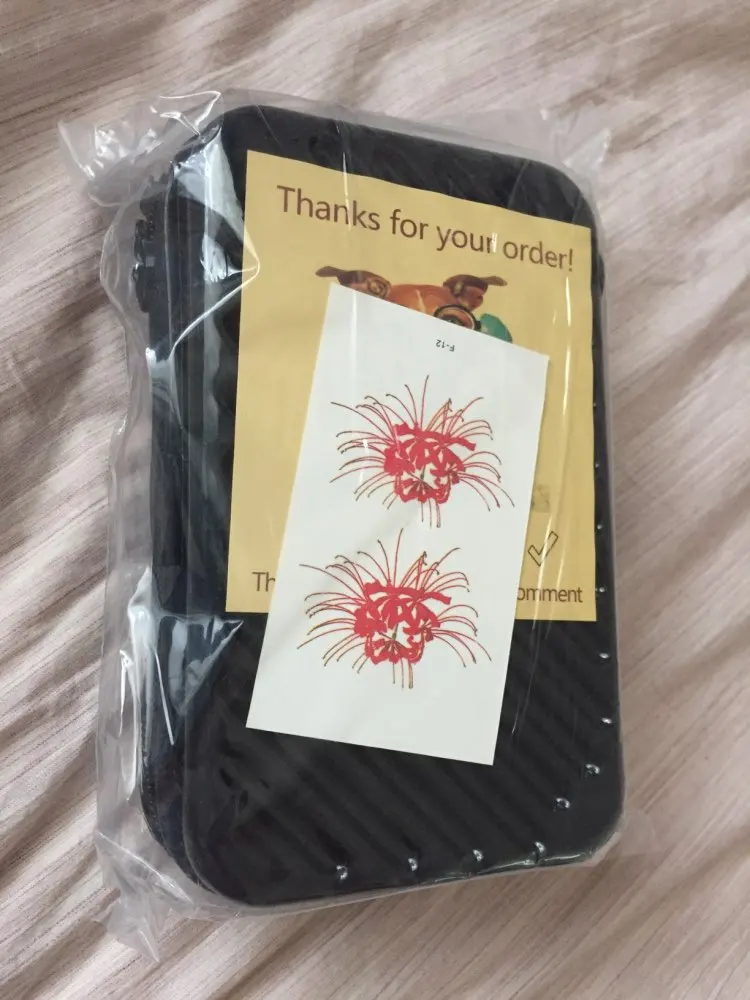 Thanks for your order!
F-12
Th
omment